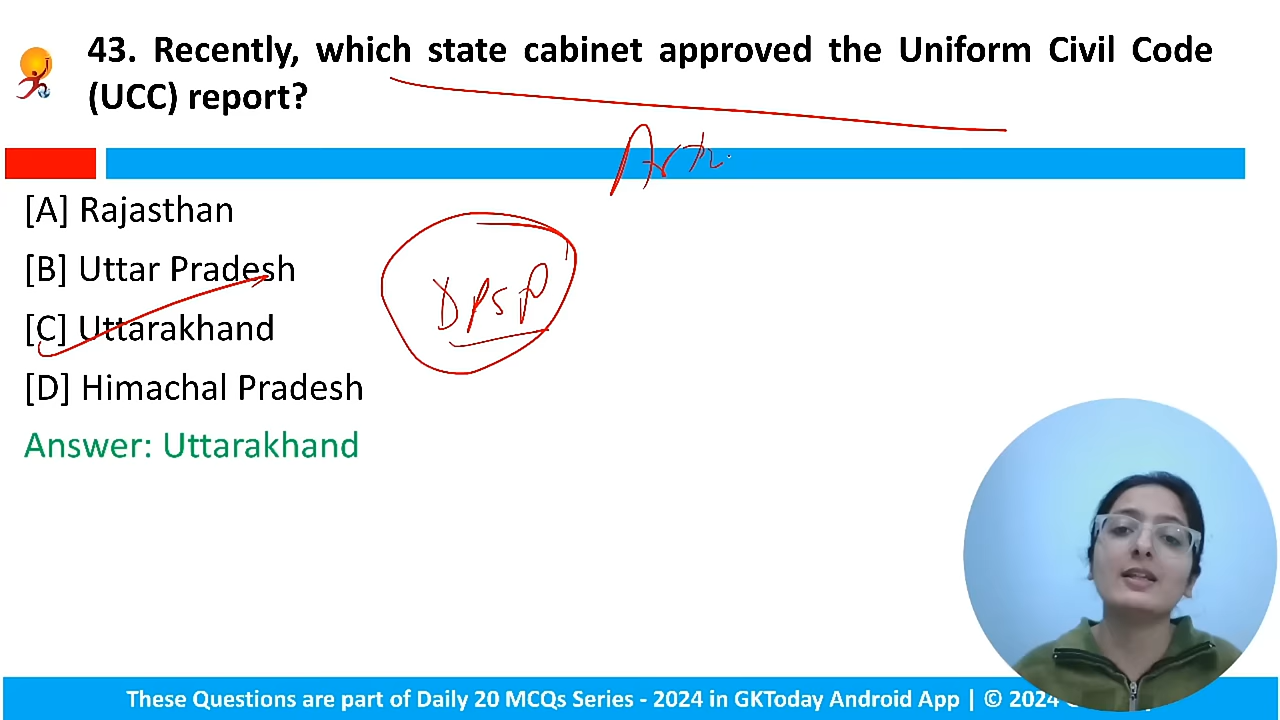 43. Recently, which state cabinet approved the Uniform Civil Code
(UCC) report?
Art
[A] Rajasthan
[B] Uttar Pradesh
DPSP
[C] Uttarakhand
[D] Himachal Pradesh
Answer: Uttarakhand
These Questions are part of Daily 20 MCQs Series - 2024 in GKToday Android App | © 2024